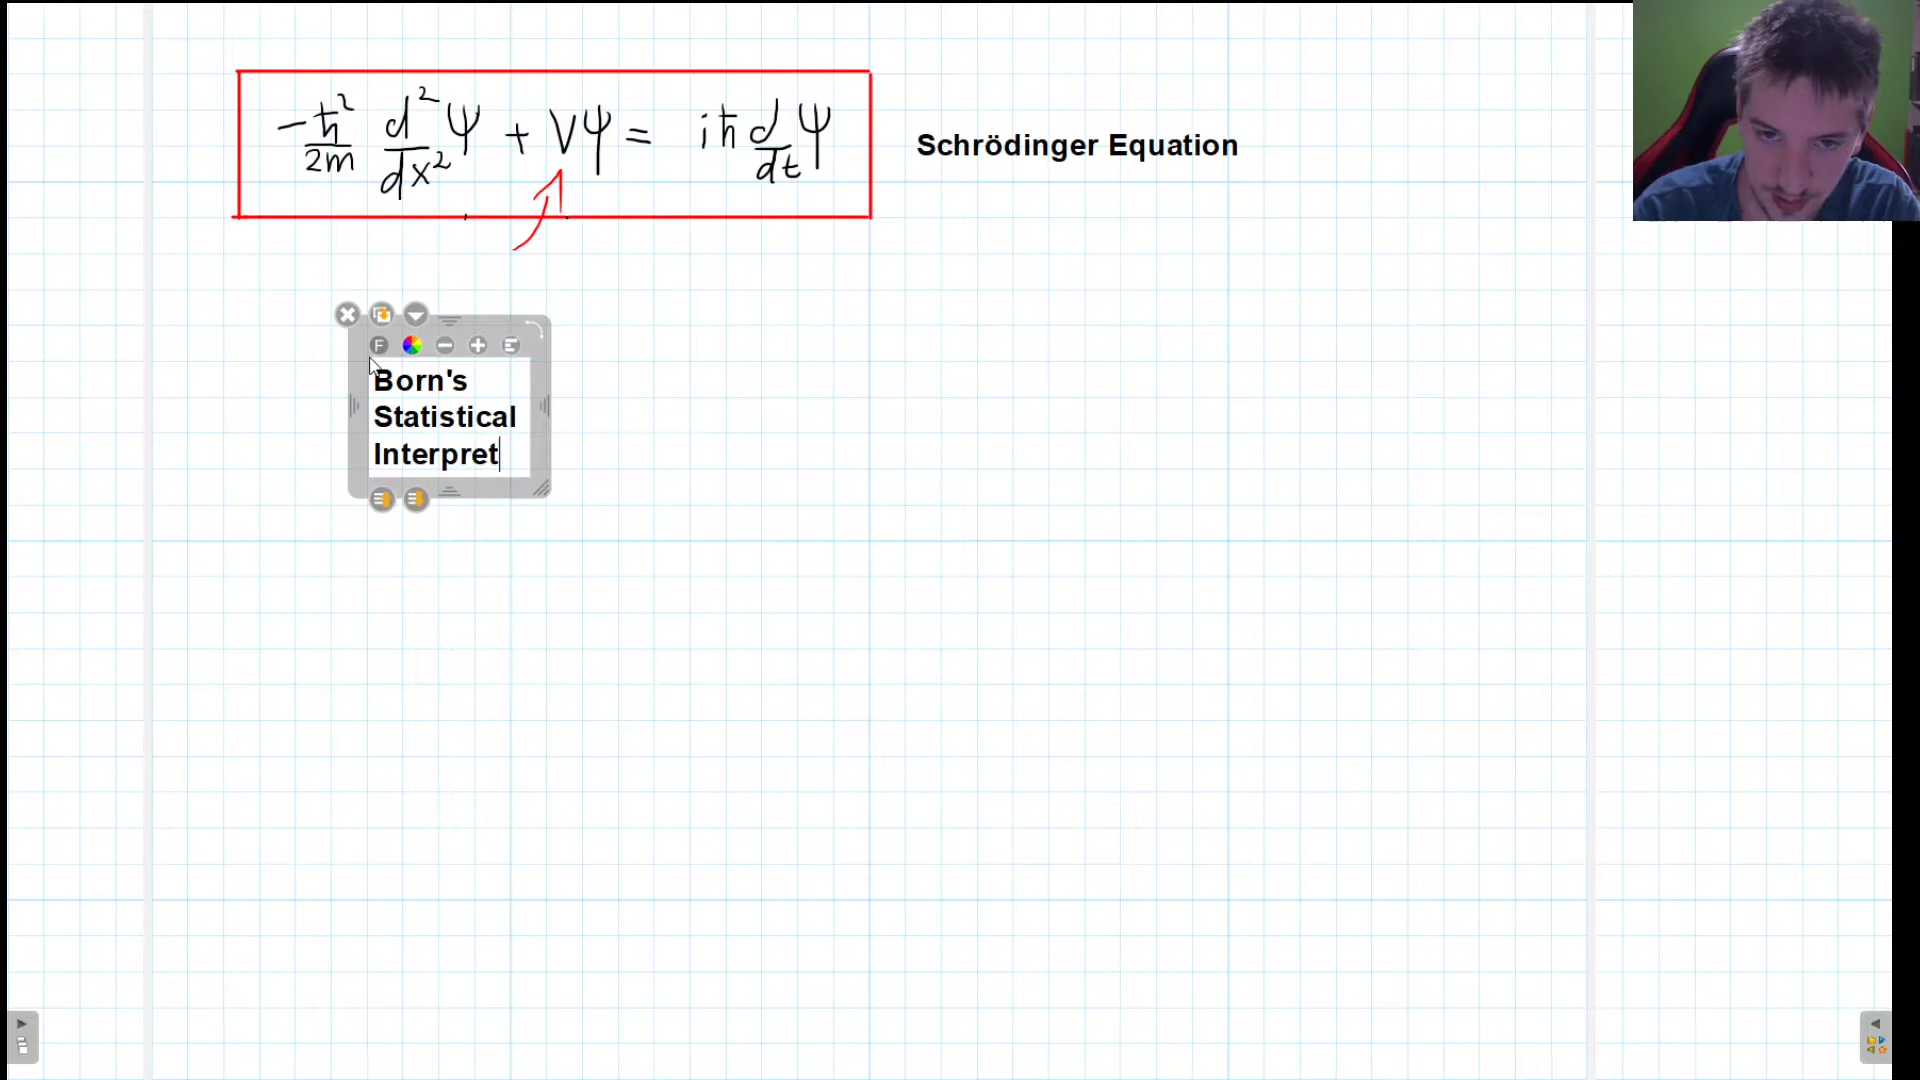 -ħ²/2m d²/dx² Ψ + VΨ = iħ d/dt Ψ
Schrödinger Equation
F
Born's
Statistical
Interpret